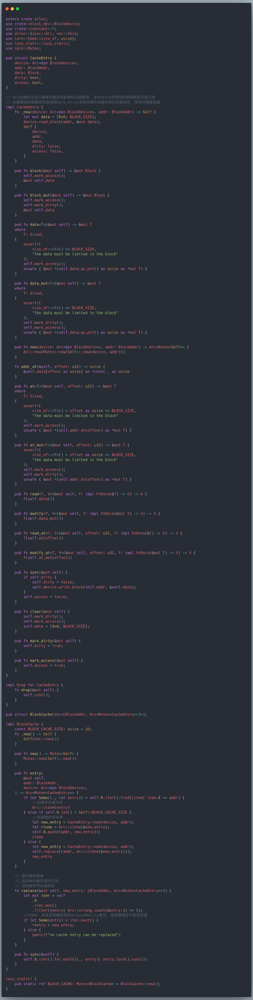 extern crate alloc;
use crate::block_dev::BlockDevice;
use crate::constant::*;
use alloc::{sync::Arc, vec::Vec};
use core::{mem::size_of, usize};
use lazy_static::lazy_static;
use spin::Mutex;

pub struct CacheEntry {
    device: Arc<dyn BlockDevice>,
    addr: BlockAddr,
    data: Block,
    dirty: bool,
    access: bool,
}

// mut后缀的方法只是暗示缓存项会被标记成脏项, 无论mut与否得到的数据都是可变引用
// 如果要更改需要显式地调用mark_dirty来告诉缓存该缓存项已经被修改, 回收时需要落盘
impl CacheEntry {
    fn _new(device: Arc<dyn BlockDevice>, addr: BlockAddr) -> Self {
        let mut data = [0u8; BLOCK_SIZE];
        device.read_block(addr, &mut data);
        Self {
            device,
            addr,
            data,
            dirty: false,
            access: false,
        }
    }

    pub fn block(&mut self) -> &mut Block {
        self.mark_access();
        &mut self.data
    }

    pub fn block_mut(&mut self) -> &mut Block {
        self.mark_access();
        self.mark_dirty();
        &mut self.data
    }

    pub fn data<T>(&mut self) -> &mut T
    where
        T: Sized,
    {
        assert!(
            size_of::<T>() <= BLOCK_SIZE,
            "the data must be limited in the block"
        );
        self.mark_access();
        unsafe { &mut *(self.data.as_ptr() as usize as *mut T) }
    }

    pub fn data_mut<T>(&mut self) -> &mut T
    where
        T: Sized,
    {
        assert!(
            size_of::<T>() <= BLOCK_SIZE,
            "the data must be limited in the block"
        );
        self.mark_dirty();
        self.mark_access();
        unsafe { &mut *(self.data.as_ptr() as usize as *mut T) }
    }

    pub fn new(device: Arc<dyn BlockDevice>, addr: BlockAddr) -> Arc<Mutex<Self>> {
        Arc::new(Mutex::new(Self::_new(device, addr)))
    }

    fn addr_at(&self, offset: u32) -> usize {
        &self.data[offset as usize] as *const _ as usize
    }

    pub fn at<T>(&mut self, offset: u32) -> &mut T
    where
        T: Sized,
    {
        assert!(
            size_of::<T>() + offset as usize <= BLOCK_SIZE,
            "the data must be limited in the block"
        );
        self.mark_access();
        unsafe { &mut *(self.addr_at(offset) as *mut T) }
    }

    pub fn at_mut<T>(&mut self, offset: u32) -> &mut T {
        assert!(
            size_of::<T>() + offset as usize <= BLOCK_SIZE,
            "the data must be limited in the block"
        );
        self.mark_access();
        self.mark_dirty();
        unsafe { &mut *(self.addr_at(offset) as *mut T) }
    }

    pub fn read<T, V>(&mut self, f: impl FnOnce(&T) -> V) -> V {
        f(self.data())
    }

    pub fn modify<T, V>(&mut self, f: impl FnOnce(&mut T) -> V) -> V {
        f(self.data_mut())
    }

    pub fn read_at<T, V>(&mut self, offset: u32, f: impl FnOnce(&T) -> V) -> V {
        f(self.at(offset))
    }

    pub fn modify_at<T, V>(&mut self, offset: u32, f: impl FnOnce(&mut T) -> V) -> V {
        f(self.at_mut(offset))
    }

    pub fn sync(&mut self) {
        if self.dirty {
            self.dirty = false;
            self.device.write_block(self.addr, &self.data);
        }
        self.access = false;
    }

    pub fn clear(&mut self) {
        self.mark_dirty();
        self.mark_access();
        self.data = [0u8; BLOCK_SIZE];
    }

    pub fn mark_dirty(&mut self) {
        self.dirty = true;
    }

    pub fn mark_access(&mut self) {
        self.access = true;
    }
}

impl Drop for CacheEntry {
    fn drop(&mut self) {
        self.sync();
    }
}

pub struct BlockCache(Vec<(BlockAddr, Arc<Mutex<CacheEntry>>)>);

impl BlockCache {
    const BLOCK_CACHE_SIZE: usize = 16;
    fn _new() -> Self {
        Self(Vec::new())
    }

    pub fn new() -> Mutex<Self> {
        Mutex::new(Self::_new())
    }

    pub fn entry(
        &mut self,
        addr: BlockAddr,
        device: Arc<dyn BlockDevice>,
    ) -> Arc<Mutex<CacheEntry>> {
        if let Some((_, ref entry)) = self.0.iter().find(|item| item.0 == addr) {
            //如果存在缓存项
            Arc::clone(entry)
        } else if self.0.len() < Self::BLOCK_CACHE_SIZE {
            //如果缓存项未满
            let new_entry = CacheEntry::new(device, addr);
            let clone = Arc::clone(&new_entry);
            self.0.push((addr, new_entry));
            clone
        } else {
            let new_entry = CacheEntry::new(device, addr);
            self.replace((addr, Arc::clone(&new_entry)));
            new_entry
        }
    }

    // 缓存替换策略
    // 返回新的缓存项的引用
    // 旧的缓存项会被回收
    fn replace(&mut self, new_entry: (BlockAddr, Arc<Mutex<CacheEntry>>)) {
        let mut iter = self
            .0
            .iter_mut()
            .filter(|entry| Arc::strong_count(&entry.1) == 1);
        //TODO: 未考虑到缓存项的access和dirty情况, 替换策略还不是很合理
        if let Some(entry) = iter.next() {
            *entry = new_entry;
        } else {
            panic!("no cache entry can be replaced")
        }
    }

    pub fn sync(&self) {
        self.0.iter().for_each(|(_, entry)| entry.lock().sync())
    }
}

lazy_static! {
    pub static ref BLOCK_CACHE: Mutex<BlockCache> = BlockCache::new();
}